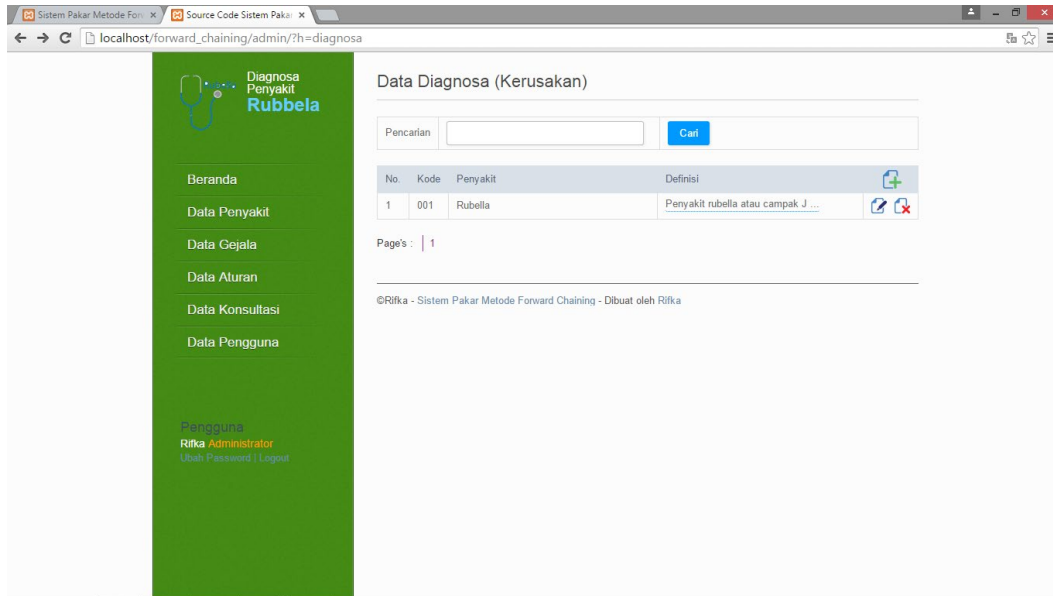 Sistem Pakar Metode Forw
Source Code Sistem Pakar
localhost/forward_chaining/admin/?h=diagnosa
Diagnosa
Penyakit
Rubbela
Beranda
Data Penyakit
Data Gejala
Data Aturan
Data Konsultasi
Data Pengguna
Pengguna
Rifka Administrator
Ubah Password | Logout
Data Diagnosa (Kerusakan)
Pencarian Cari
No. Kode Penyakit Definisi
1 001 Rubella Penyakit rubella atau campak J ...
Page's : 1
©Rifka - Sistem Pakar Metode Forward Chaining - Dibuat oleh Rifka